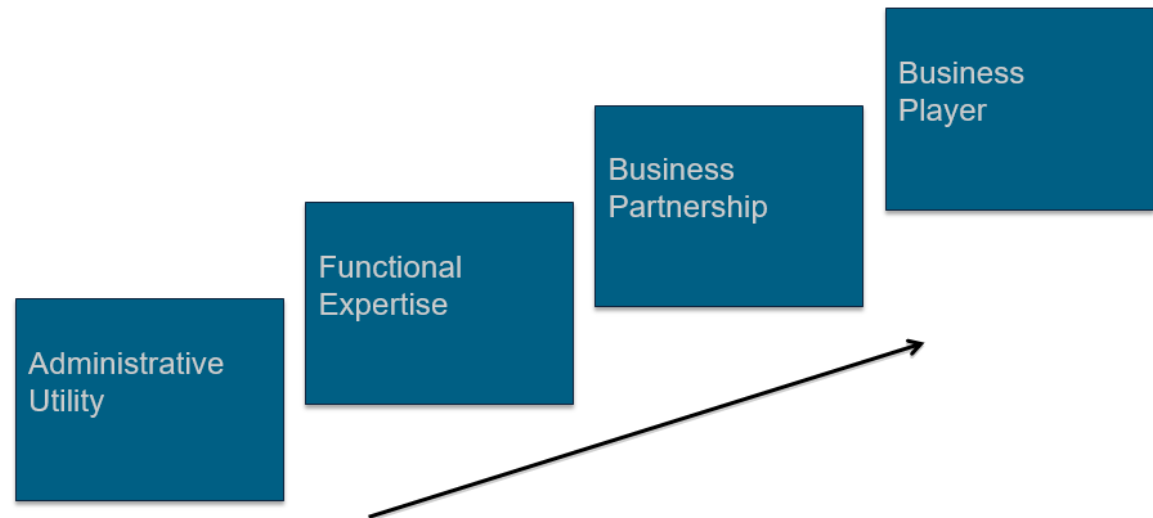 Administrative
Utility
Functional
Expertise
Business
Partnership
Business
Player